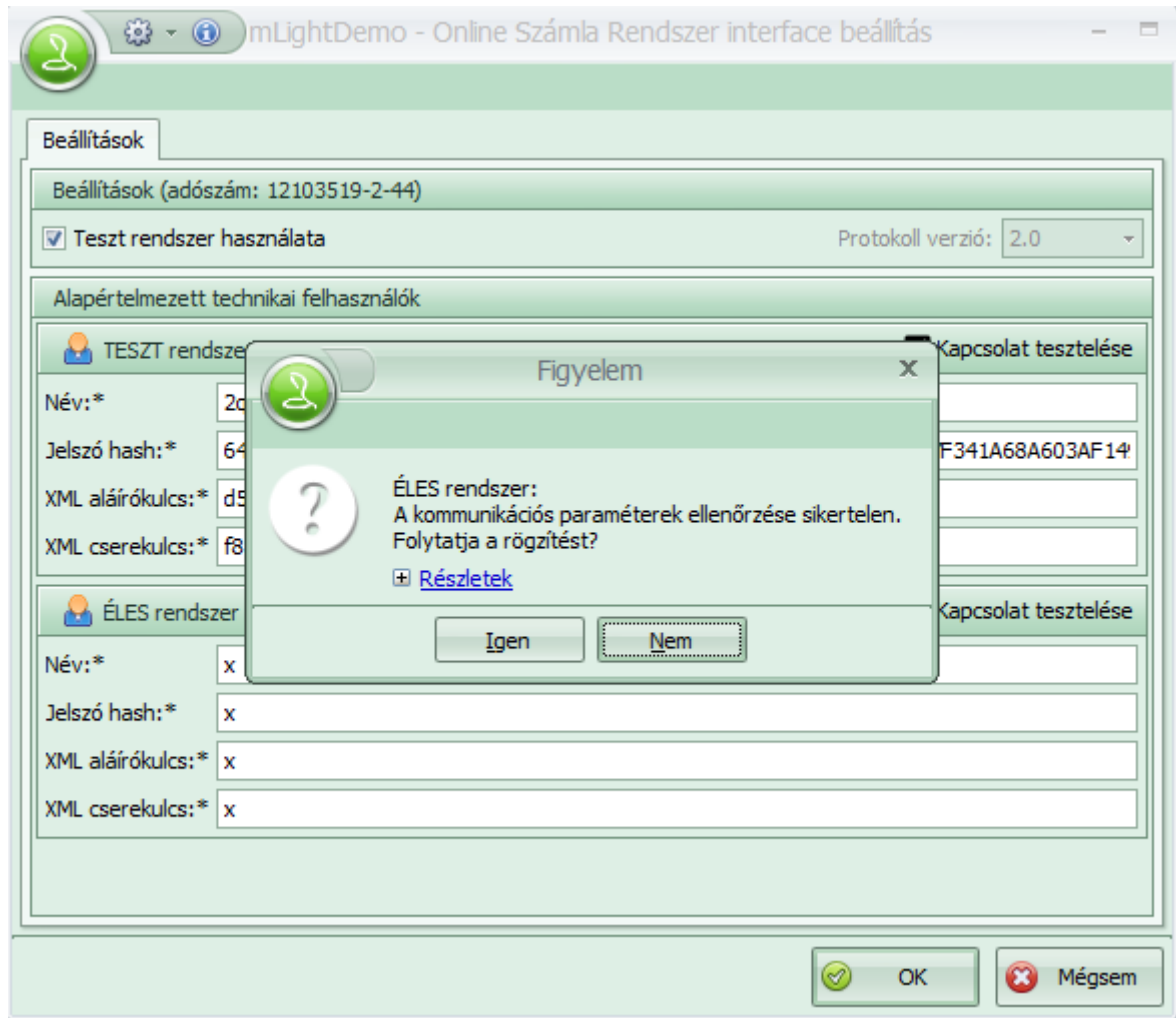 mLightDemo - Online Számla Rendszer interface beállítás
Beállítások
Beállítások (adószám: 12103519-2-44)
Teszt rendszer használata
Protokoll verzió: 2.0
Alapértelmezett technikai felhasználók
TESZT
Kapcsolat tesztelése
Figyelem
Név:*
Jelszó hash:* 64
F341A68A603AF14
XML aláírókulcs:* d5
XML cserekulcs:* f8
ÉLES rendszer:
A kommunikációs paraméterek ellenőrzése sikertelen.
Folytatja a rögzítést?
Részletek
Igen
Nem
ÉLES rendszer
Kapcsolat tesztelése
Név:* x
Jelszó hash:* x
XML aláírókulcs:* x
XML cserekulcs:* x
OK
Mégsem